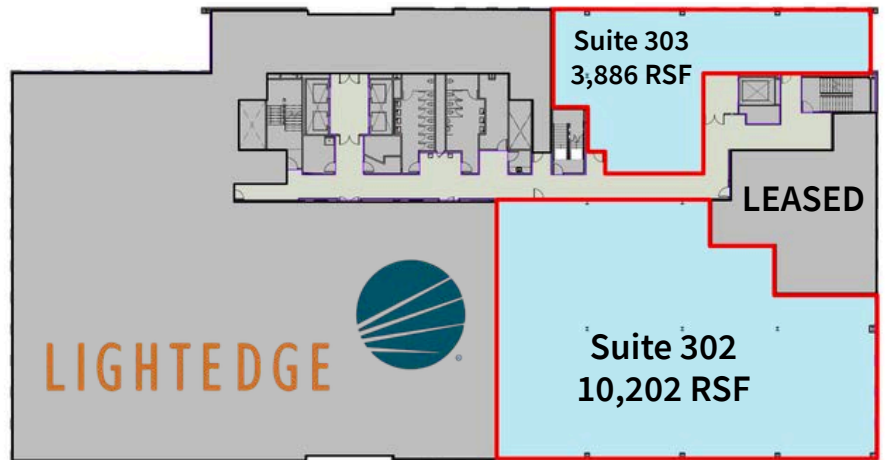 Suite 303
3,886 RSF
LEASED
LIGHTEDGE
®
Suite 302
10,202 RSF